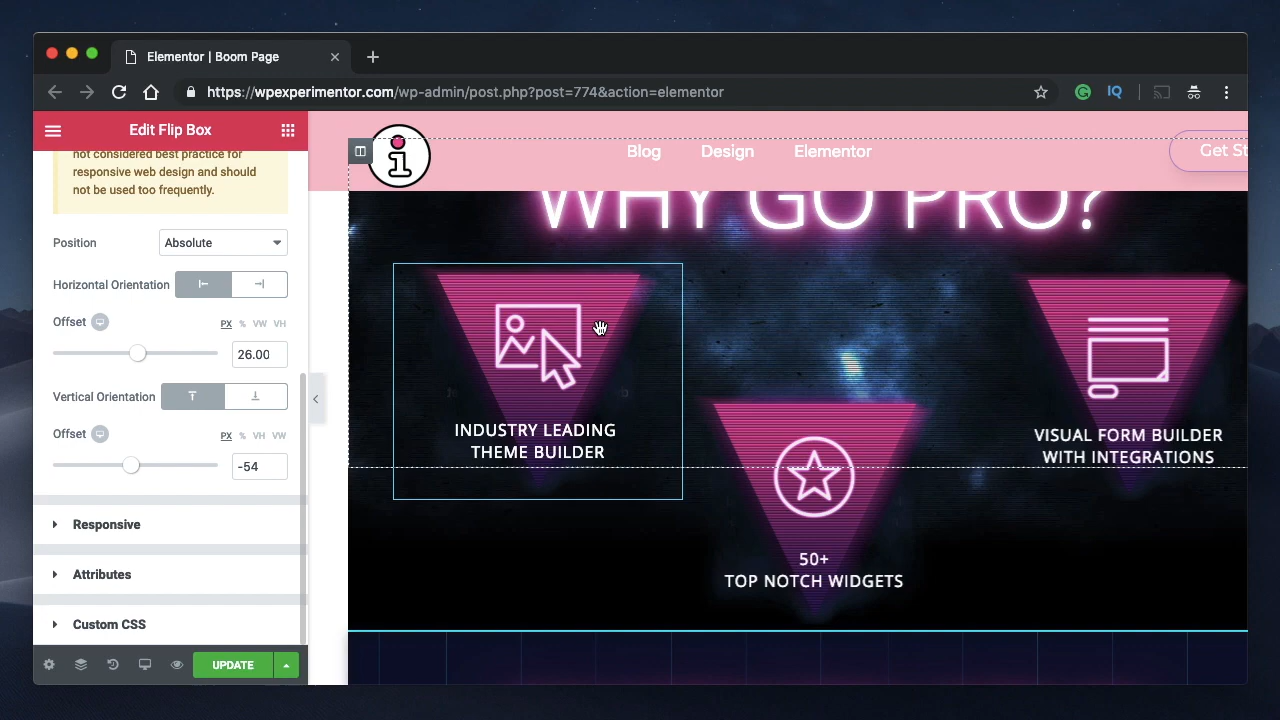 Elementor | Boom Page
https://wpexperimentor.com/wp-admin/post.php?post=774&action=elementor
IQ
Edit Flip Box
not considered best practice for
responsive web design and should
not be used too frequently.
Position
Absolute
Horizontal Orientation
Offset
PX % VW VH
26.00
Vertical Orientation
Offset
PX % VH VW
-54
Responsive
Attributes
Custom CSS
UPDATE
i
Blog
Design
Elementor
Get St
WHY GO PRO?
INDUSTRY LEADING
THEME BUILDER
50+
TOP NOTCH WIDGETS
VISUAL FORM BUILDER
WITH INTEGRATIONS